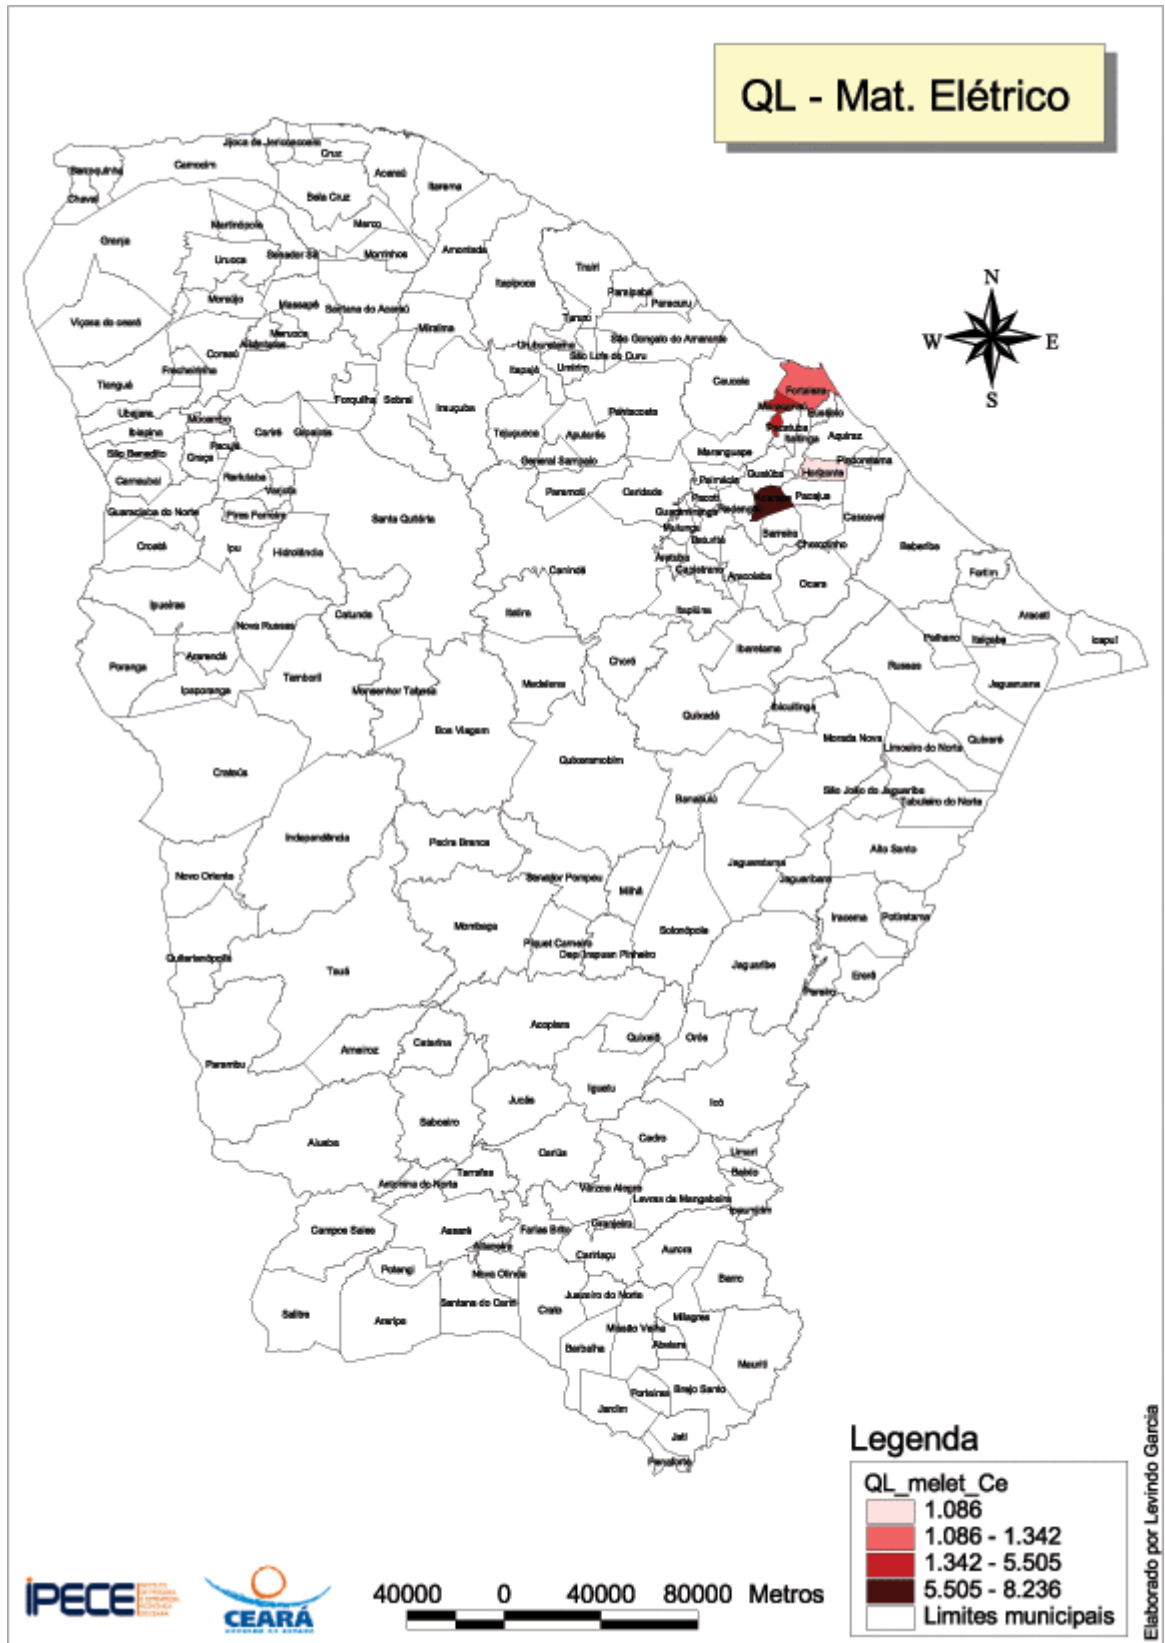 QL - Mat. Elétrico
Jijoca de Jericoacoara
Cruz
Barroquinha
Camocim
Acaraú
Itarema
Chaval
Bela Cruz
Martinópole
Marco
Granja
Uruoca
Senador Sá
Morrinhos
Amontada
Itapipoca
Trairi
Paraipaba
Paracuru
N
W
E
S
Moraújo
Massapê
Santana do Acaraú
Viçosa do ceará
Meruoca
Alcântaras
Coreaú
Miraíma
Tururu
Uruburetama
São Gonçalo do Amarante
São Luís do Curu
Umirim
Itapajé
Frecheirinha
Tianguá
Forquilha
Sobral
Irauçuba
Caucaia
Fortaleza
Maracanaú
Eusébio
Pentecoste
Ubajara
Mucambo
Ibiapina
Cariré
Groaíras
Tejuçuoca
Apuiarés
Pacatuba
Itaitinga
Aquiraz
São Benedito
Pacujá
Graça
General Sampaio
Maranguape
Pindoretama
Carnaubal
Reriutaba
Varjota
Paramoti
Caridade
Palmácia
Guaiúba
Horizonte
Guaraciaba do Norte
Pires Ferreira
Santa Quitéria
Pacoti
Guaramiranga
Redenção
Acarape
Pacajus
Cascavel
Mulungu
Baturité
Barreira
Chorozinho
Croatá
Ipu
Hidrolândia
Beberibe
Aratuba
Capistrano
Aracoiaba
Ocara
Fortim
Canindé
Ipueiras
Catunda
Itatira
Itapiúna
Aracati
Nova Russas
Palhano
Itaiçaba
Icapuí
Ararendá
Poranga
Ipaporanga
Tamboril
Choró
Ibaretama
Russas
Jaguaruana
Monsenhor Tabosa
Madalena
Boa Viagem
Quixadá
Ibicuitinga
Morada Nova
Limoeiro do Norte
Quixeré
Crateús
Quixeramobim
Banabuiú
São João do Jaguaribe
Tabuleiro do Norte
Independência
Pedra Branca
Alto Santo
Novo Oriente
Senador Pompeu
Milhã
Jaguaretama
Jaguaribara
Mombaça
Piquet Carneiro
Dep Irapuan Pinheiro
Solonópole
Iracema
Potiretama
Quiterianópolis
Tauá
Jaguaribe
Ererê
Pereiro
Acopiara
Quixelô
Orós
Parambu
Arneiroz
Catarina
Iguatu
Icó
Jucás
Saboeiro
Aiuaba
Cedro
Umari
Baixio
Cariús
Tarrafas
Antonina do Norte
Várzea Alegre
Lavras da Mangabeira
Ipaumirim
Campos Sales
Assaré
Farias Brito
Granjeiro
Altaneira
Caririaçu
Aurora
Potengi
Nova Olinda
Barro
Santana do Cariri
Crato
Juazeiro do Norte
Salitre
Araripe
Milagres
Missão Velha
Abaiara
Barbalha
Mauriti
Porteiras
Brejo Santo
Jardim
Jati
Penaforte
Legenda
QL_melet_Ce
1.086
1.086 - 1.342
1.342 - 5.505
5.505 - 8.236
Limites municipais
Elaborado por Levindo Garcia
iPECE
CEARÁ
GOVERNO DO ESTADO
40000 0 40000 80000 Metros